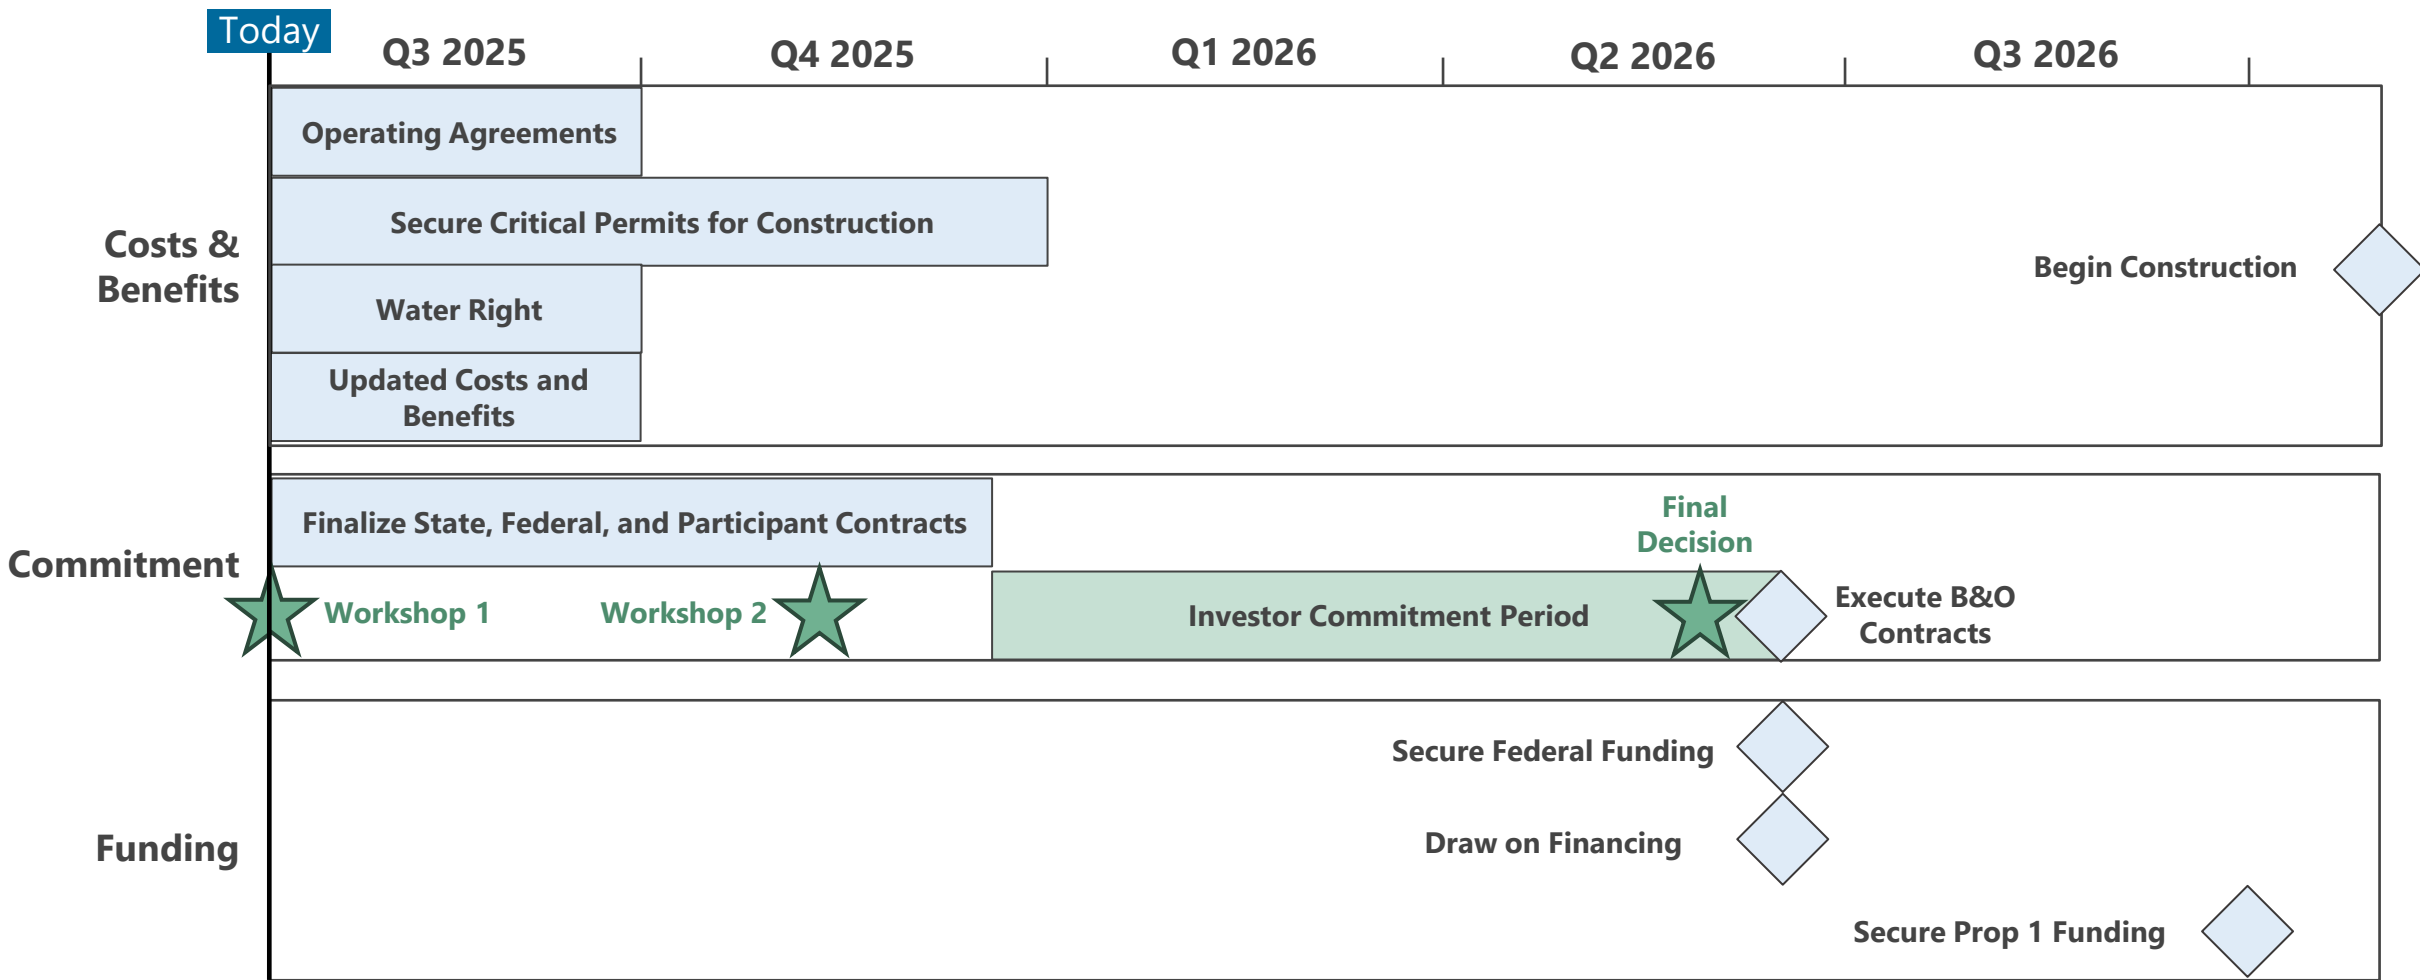 Today
Q3 2025
Q4 2025
Q1 2026
Q2 2026
Q3 2026
Costs &
Benefits
Operating Agreements
Secure Critical Permits for Construction
Water Right
Updated Costs and
Benefits
Begin Construction
Commitment
Finalize State, Federal, and Participant Contracts
Workshop 1
Workshop 2
Investor Commitment Period
Final
Decision
Execute B&O
Contracts
Funding
Secure Federal Funding
Draw on Financing
Secure Prop 1 Funding